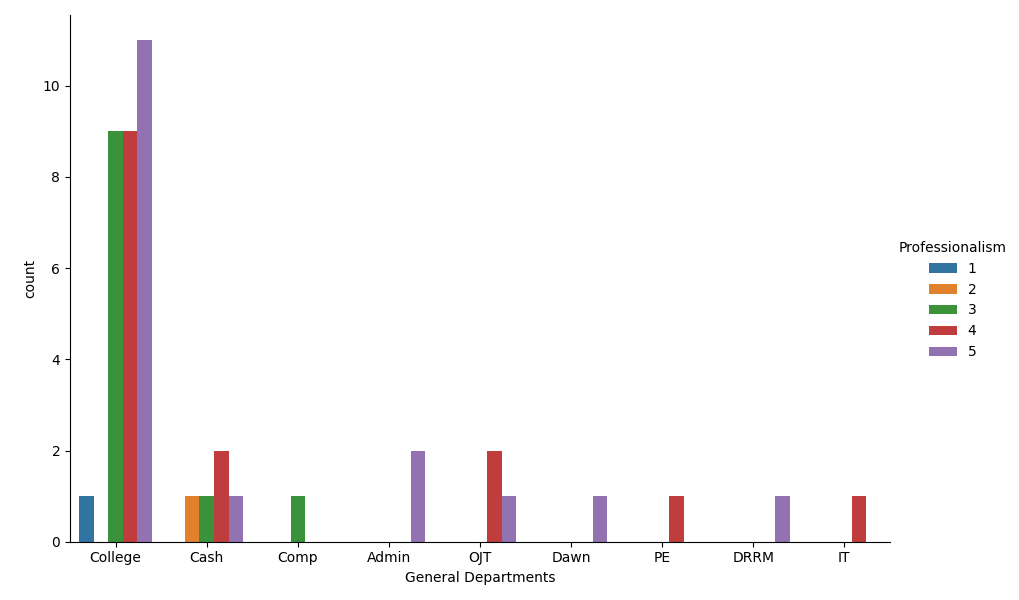 10
8
6
4
2
0
count
College Cash Comp Admin OJT Dawn PE DRRM IT
General Departments
Professionalism
1
2
3
4
5